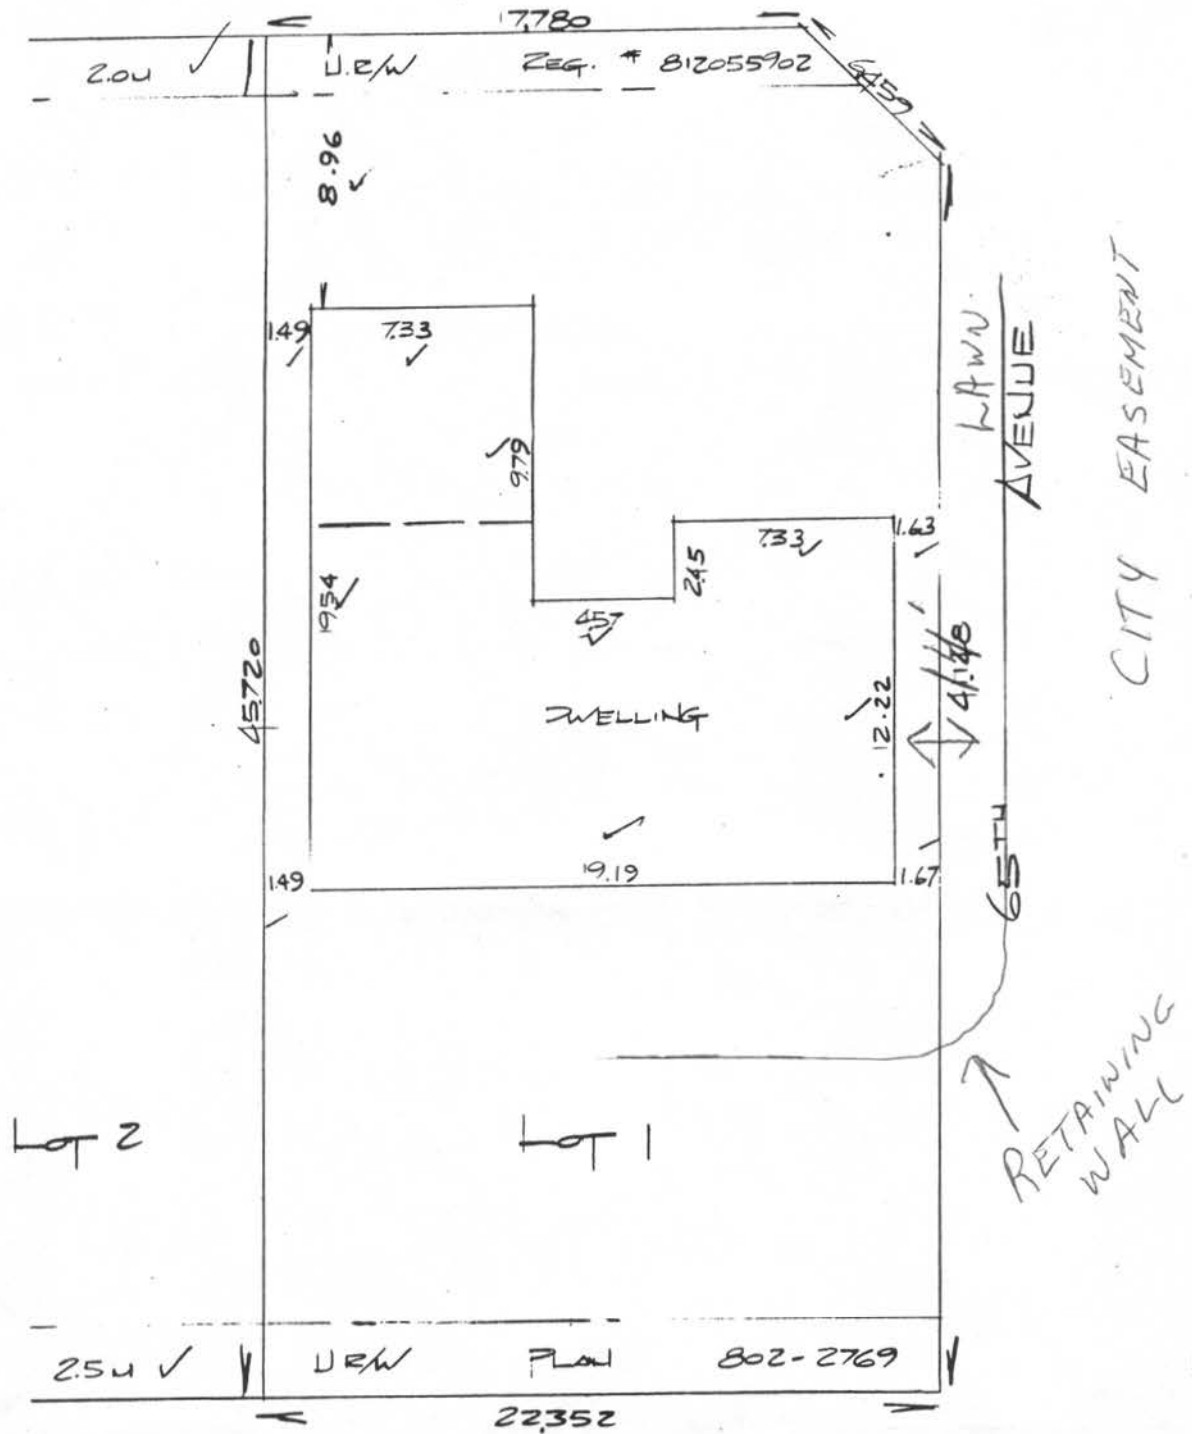 17.780
2.0M
U.R/W
REG. # 812055902
6.459
8.96
1.49
7.33
9.79
7.33
1.63
2.45
4.57
19.54
45.720
DWELLING
12.22
LAWN
AVENUE
65TH
CITY EASEMENT
19.19
1.49
1.67
RETAINING
WALL
LOT 2
LOT 1
2.5M
U R/W
PLAN
802-2769
22.352